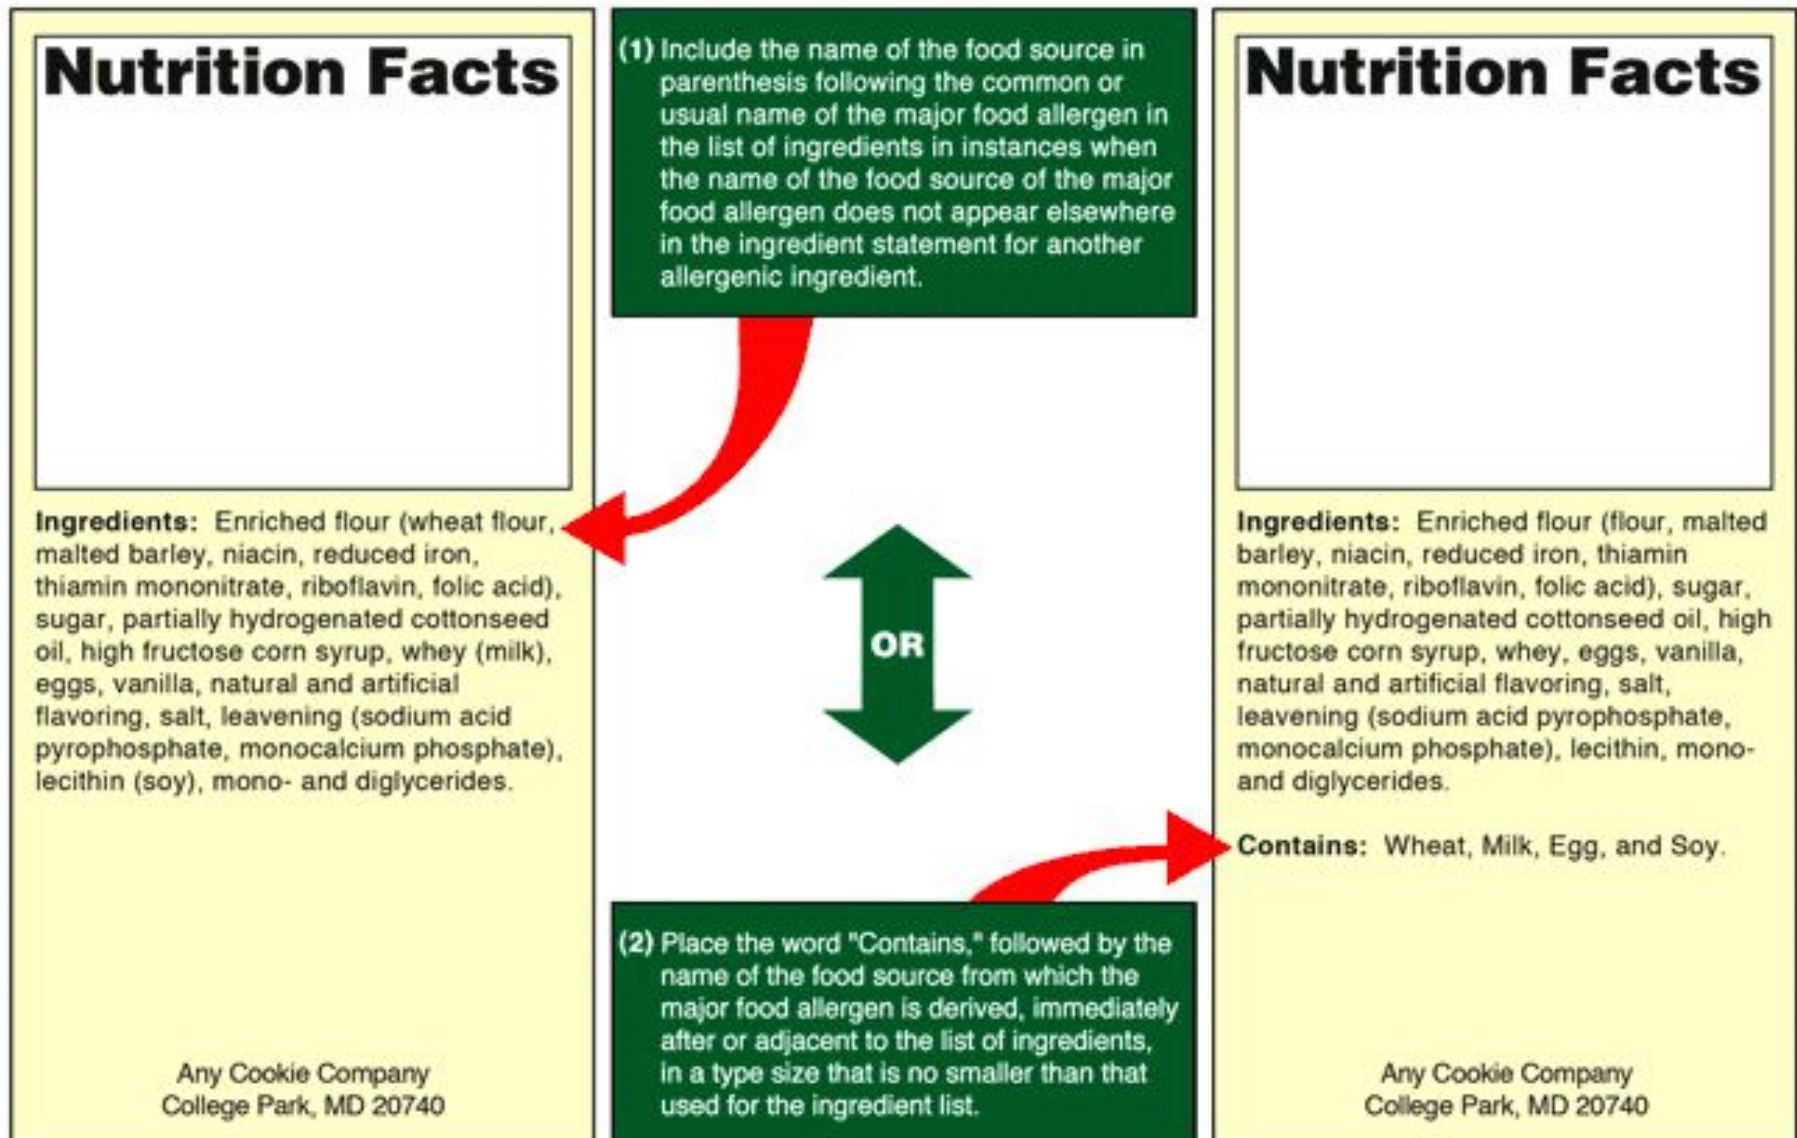 Nutrition Facts
Ingredients: Enriched flour (wheat flour,
malted barley, niacin, reduced iron,
thiamin mononitrate, riboflavin, folic acid),
sugar, partially hydrogenated cottonseed
oil, high fructose corn syrup, whey (milk),
eggs, vanilla, natural and artificial
flavoring, salt, leavening (sodium acid
pyrophosphate, monocalcium phosphate),
lecithin (soy), mono- and diglycerides.
Any Cookie Company
College Park, MD 20740
(1) Include the name of the food source in
parenthesis following the common or
usual name of the major food allergen in
the list of ingredients in instances when
the name of the food source of the major
food allergen does not appear elsewhere
in the ingredient statement for another
allergenic ingredient.
OR
(2) Place the word "Contains," followed by the
name of the food source from which the
major food allergen is derived, immediately
after or adjacent to the list of ingredients,
in a type size that is no smaller than that
used for the ingredient list.
Nutrition Facts
Ingredients: Enriched flour (flour, malted
barley, niacin, reduced iron, thiamin
mononitrate, riboflavin, folic acid), sugar,
partially hydrogenated cottonseed oil, high
fructose corn syrup, whey, eggs, vanilla,
natural and artificial flavoring, salt,
leavening (sodium acid pyrophosphate,
monocalcium phosphate), lecithin, mono-
and diglycerides.
Contains: Wheat, Milk, Egg, and Soy.
Any Cookie Company
College Park, MD 20740